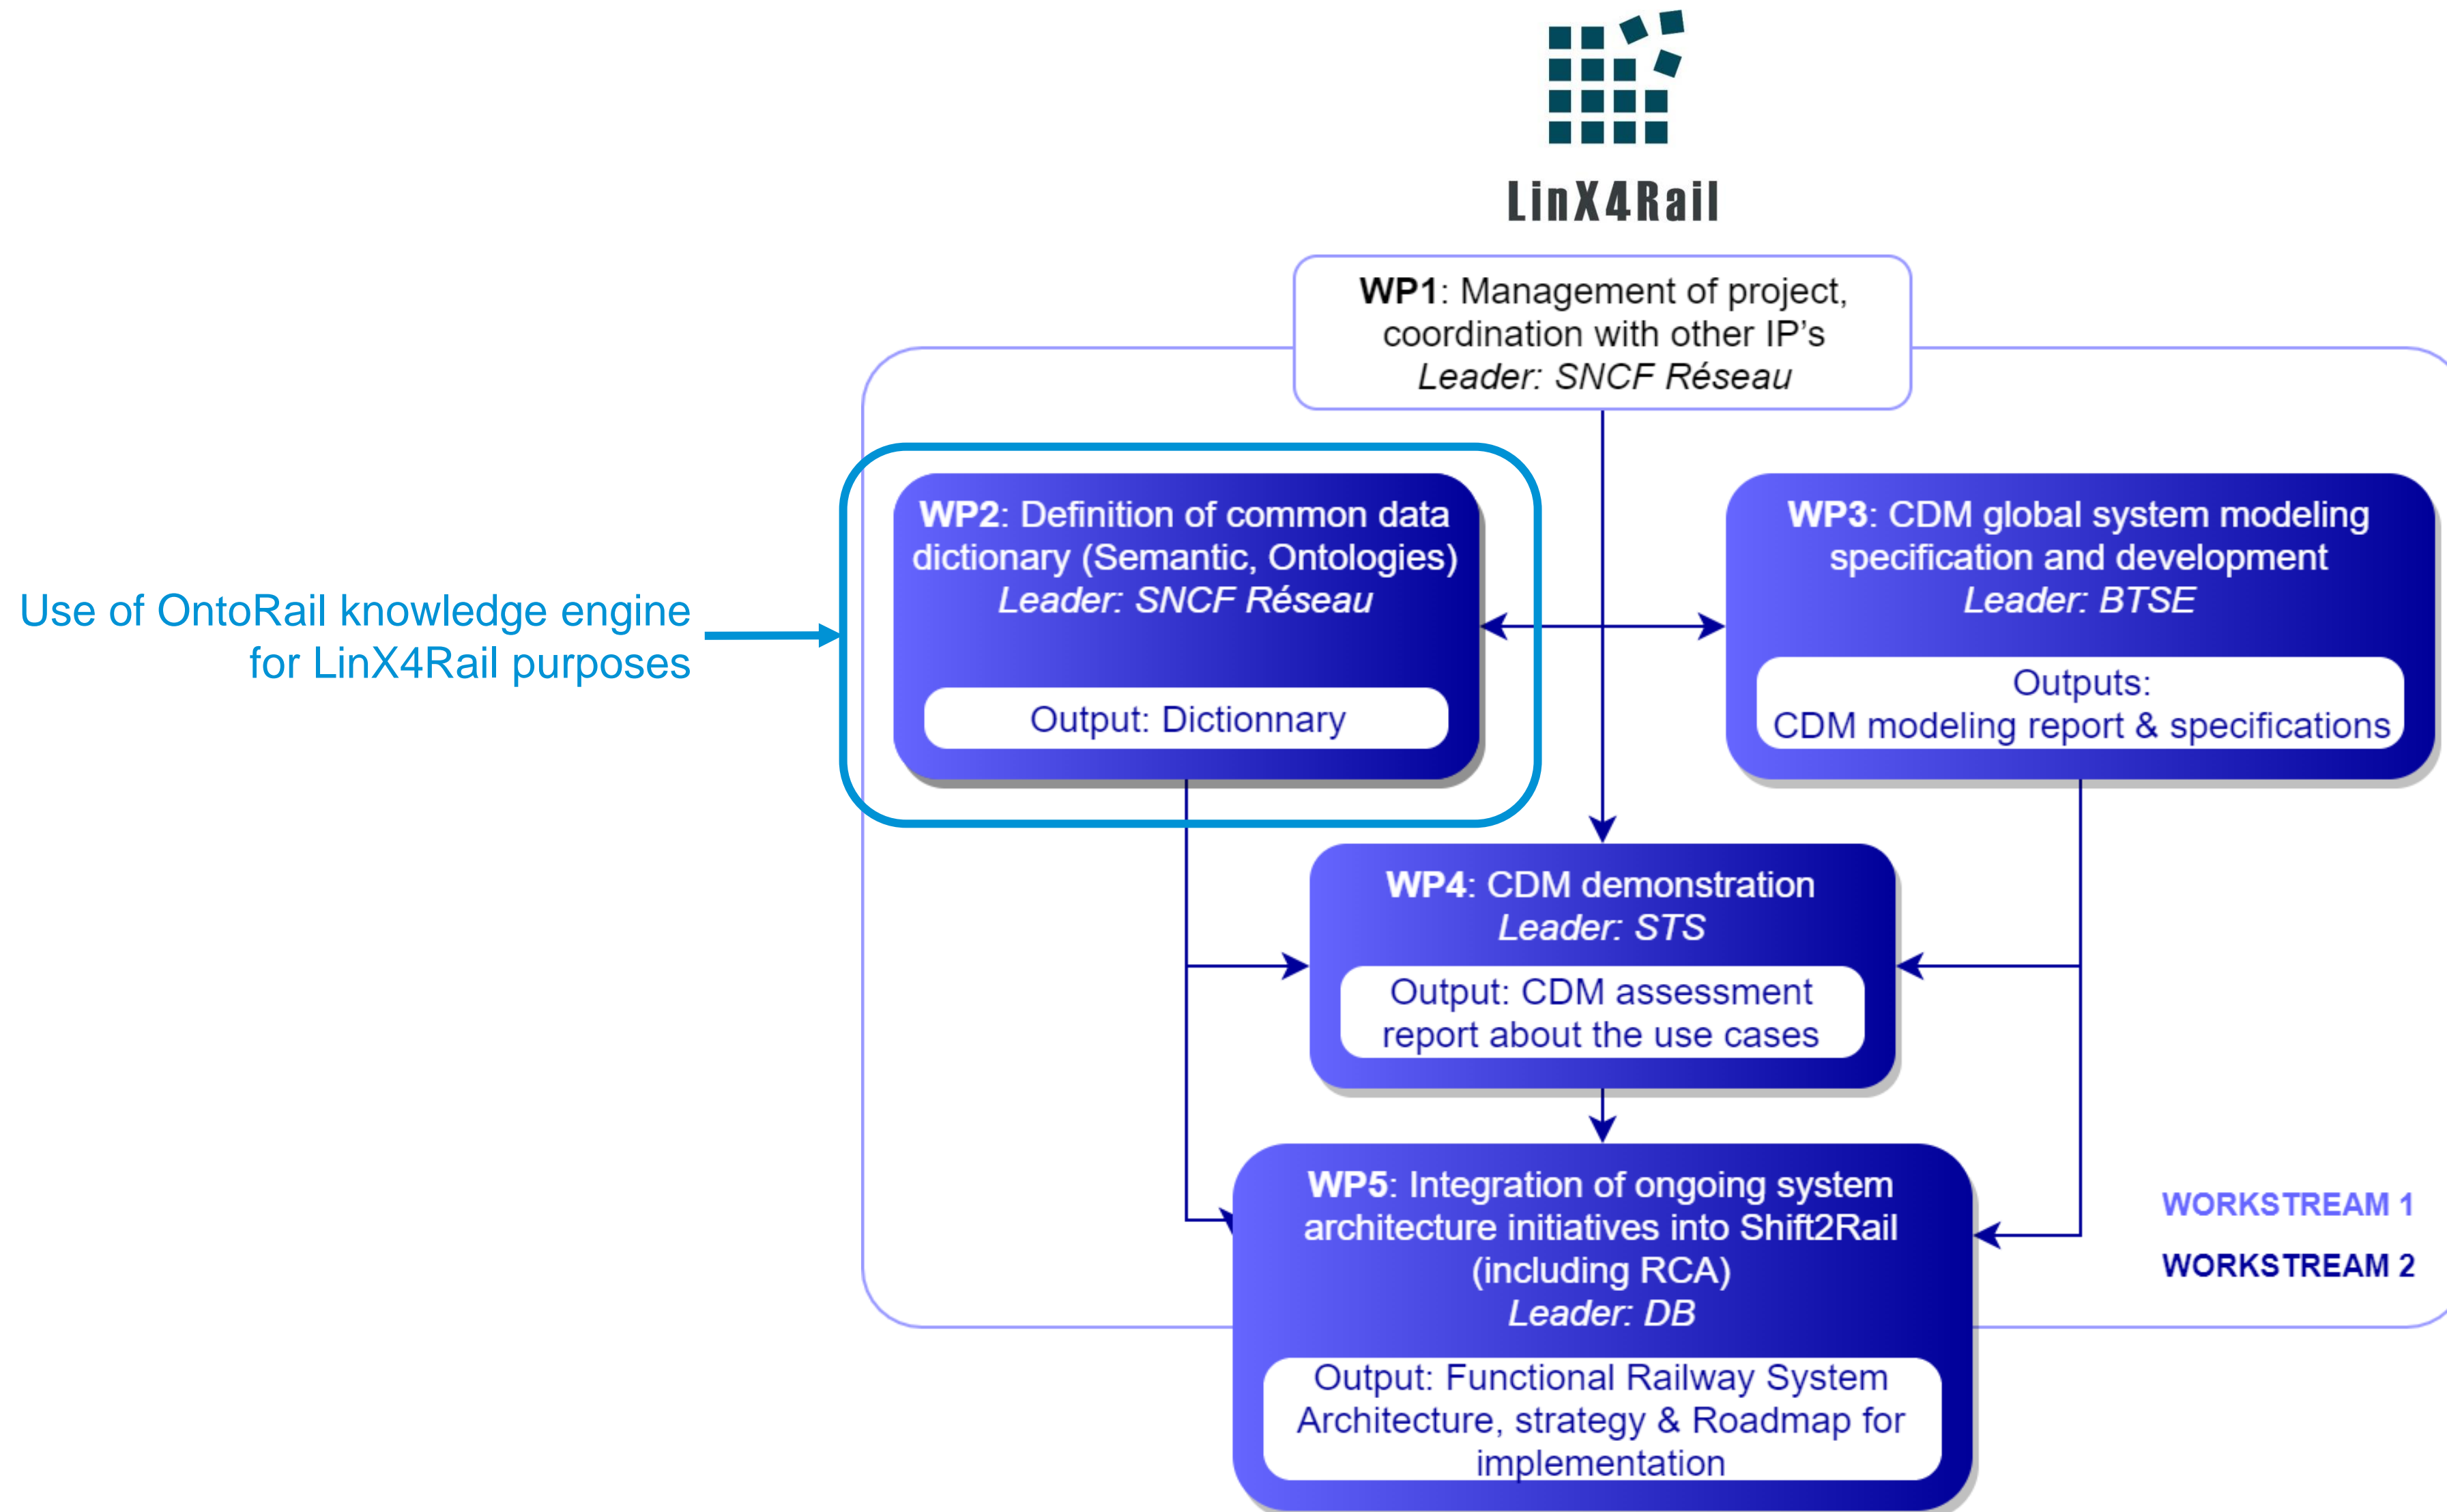 LinX4Rail
WP1: Management of project,
coordination with other IP's
Leader: SNCF Réseau
Use of OntoRail knowledge engine
for LinX4Rail purposes
WP2: Definition of common data
dictionary (Semantic, Ontologies)
Leader: SNCF Réseau
Output: Dictionnary
WP3: CDM global system modeling
specification and development
Leader: BTSE
Outputs:
CDM modeling report & specifications
WP4: CDM demonstration
Leader: STS
Output: CDM assessment
report about the use cases
WP5: Integration of ongoing system
architecture initiatives into Shift2Rail
(including RCA)
Leader: DB
Output: Functional Railway System
Architecture, strategy & Roadmap for
implementation
WORKSTREAM 1
WORKSTREAM 2